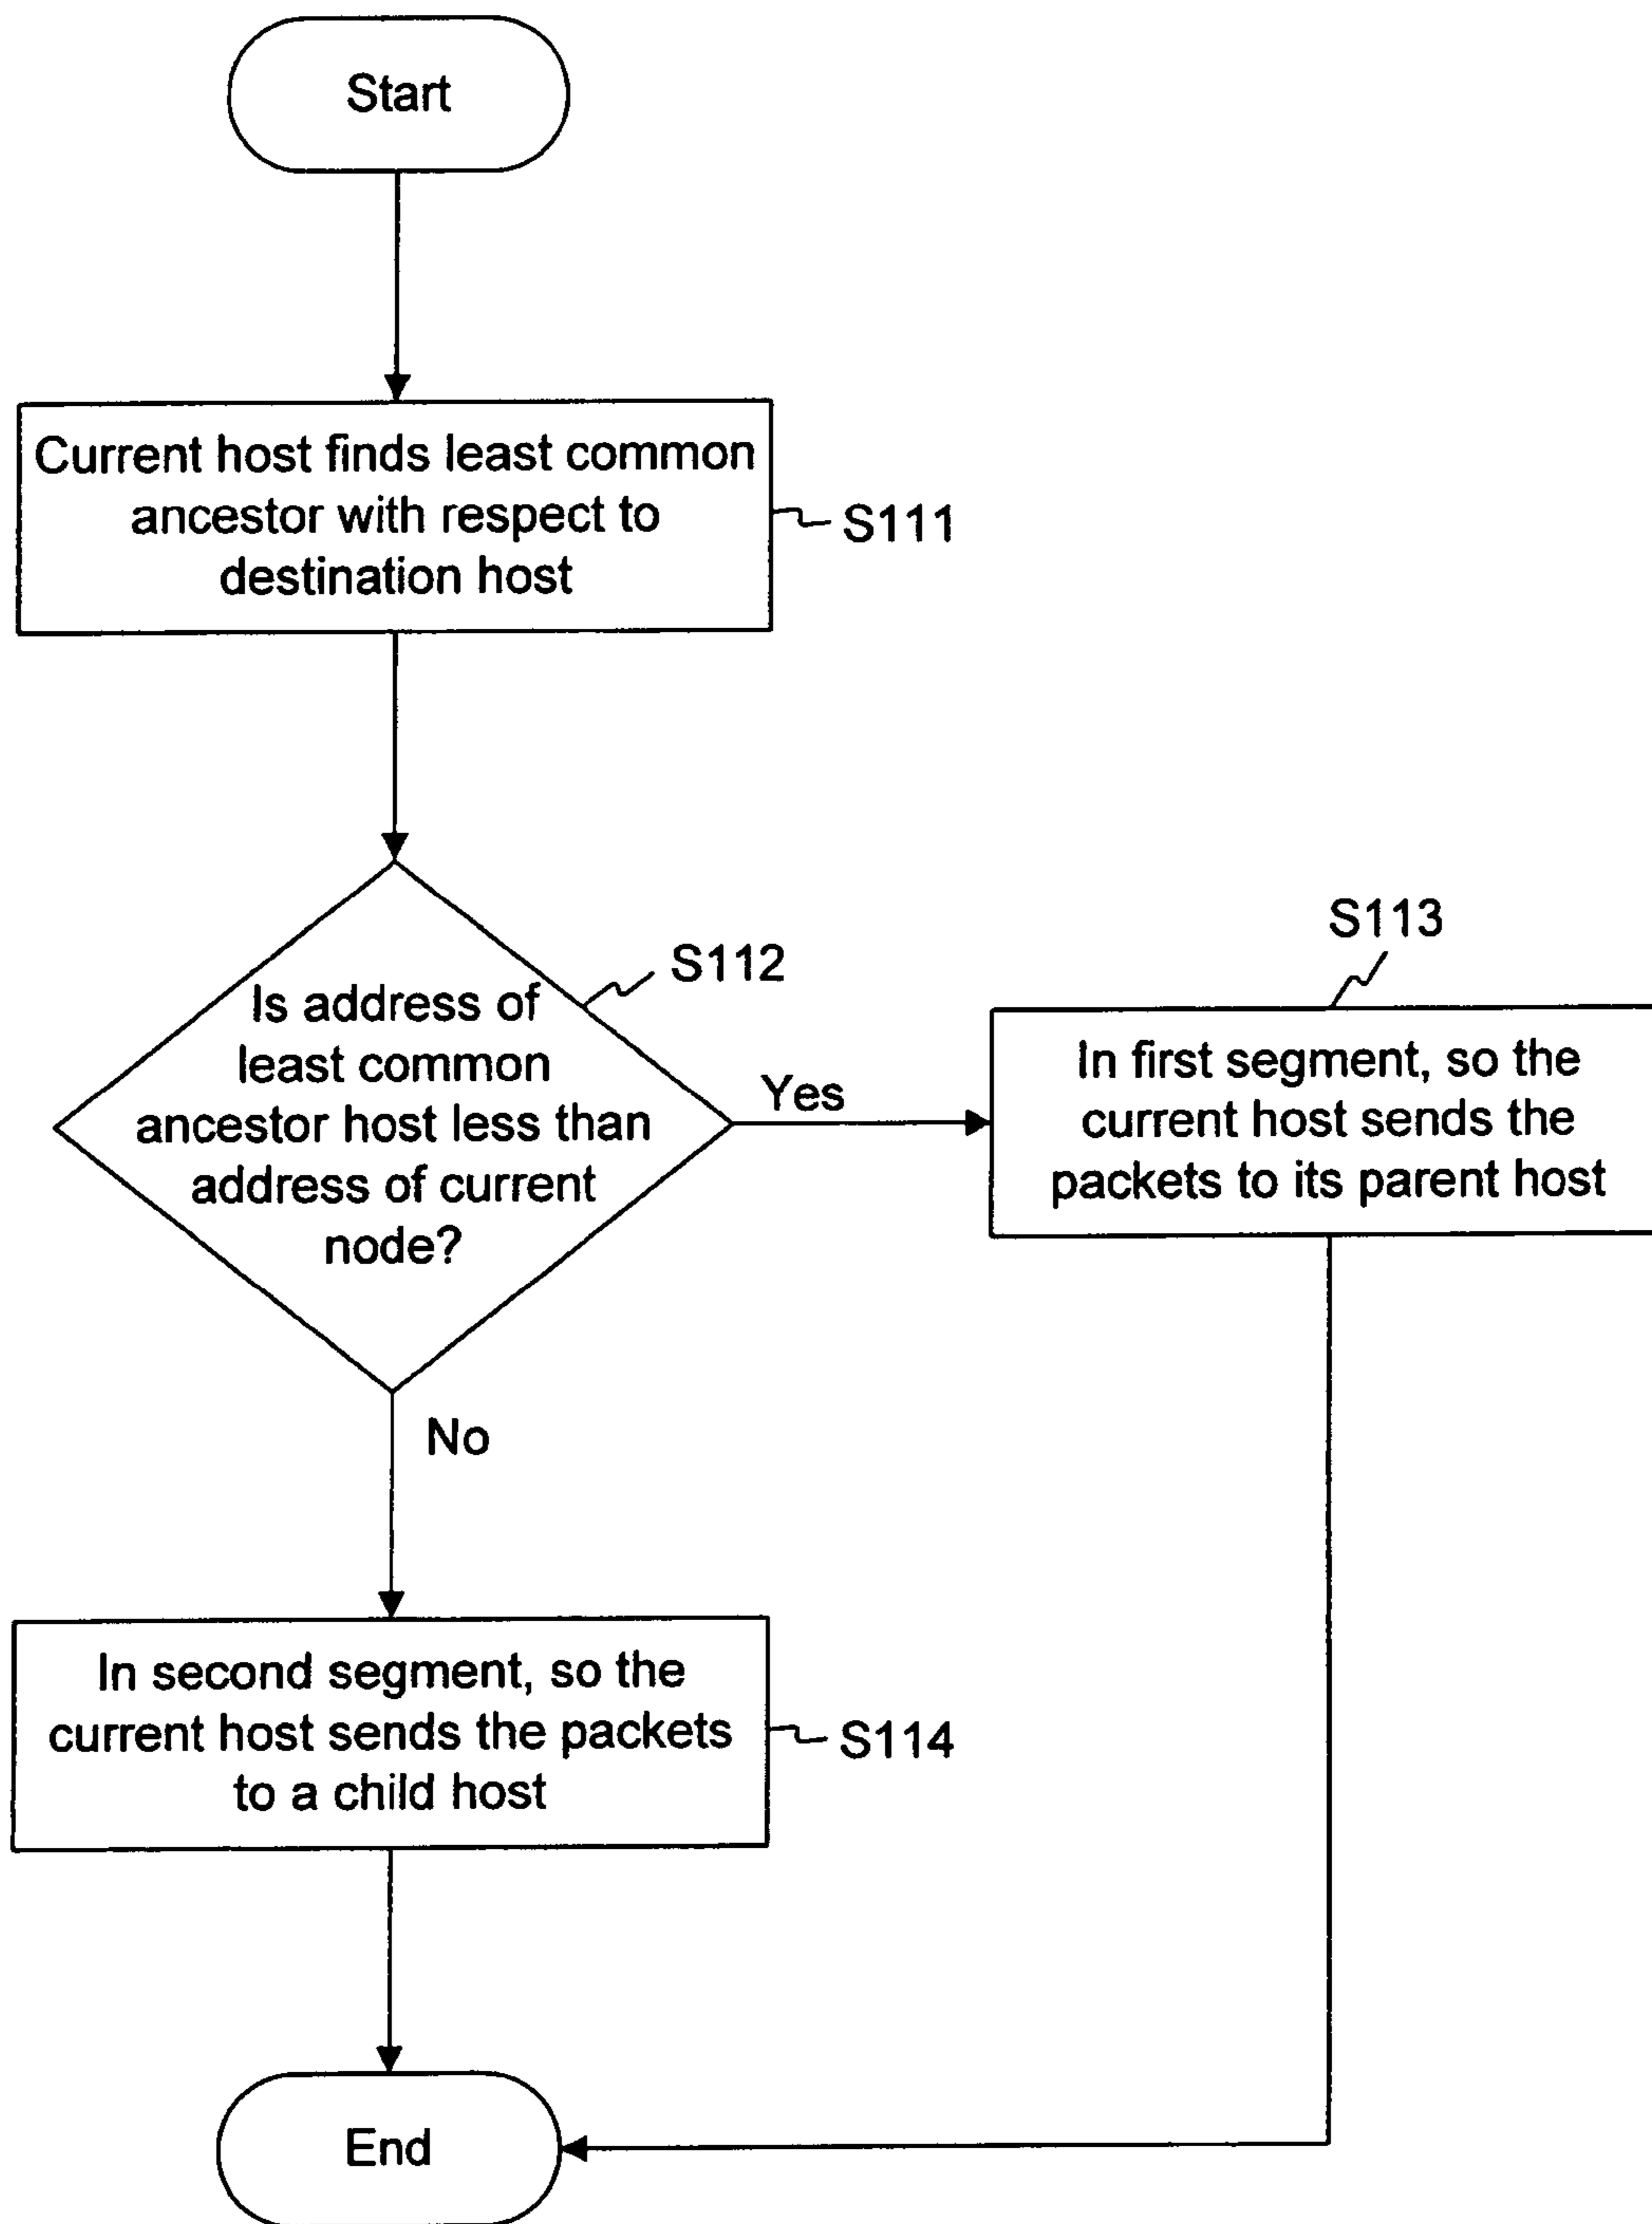 Start
Current host finds least common
ancestor with respect to
destination host
S111
Is address of
least common
ancestor host less than
address of current
node?
S112
Yes
S113
In first segment, so the
current host sends the
packets to its parent host
No
In second segment, so the
current host sends the packets
to a child host
S114
End